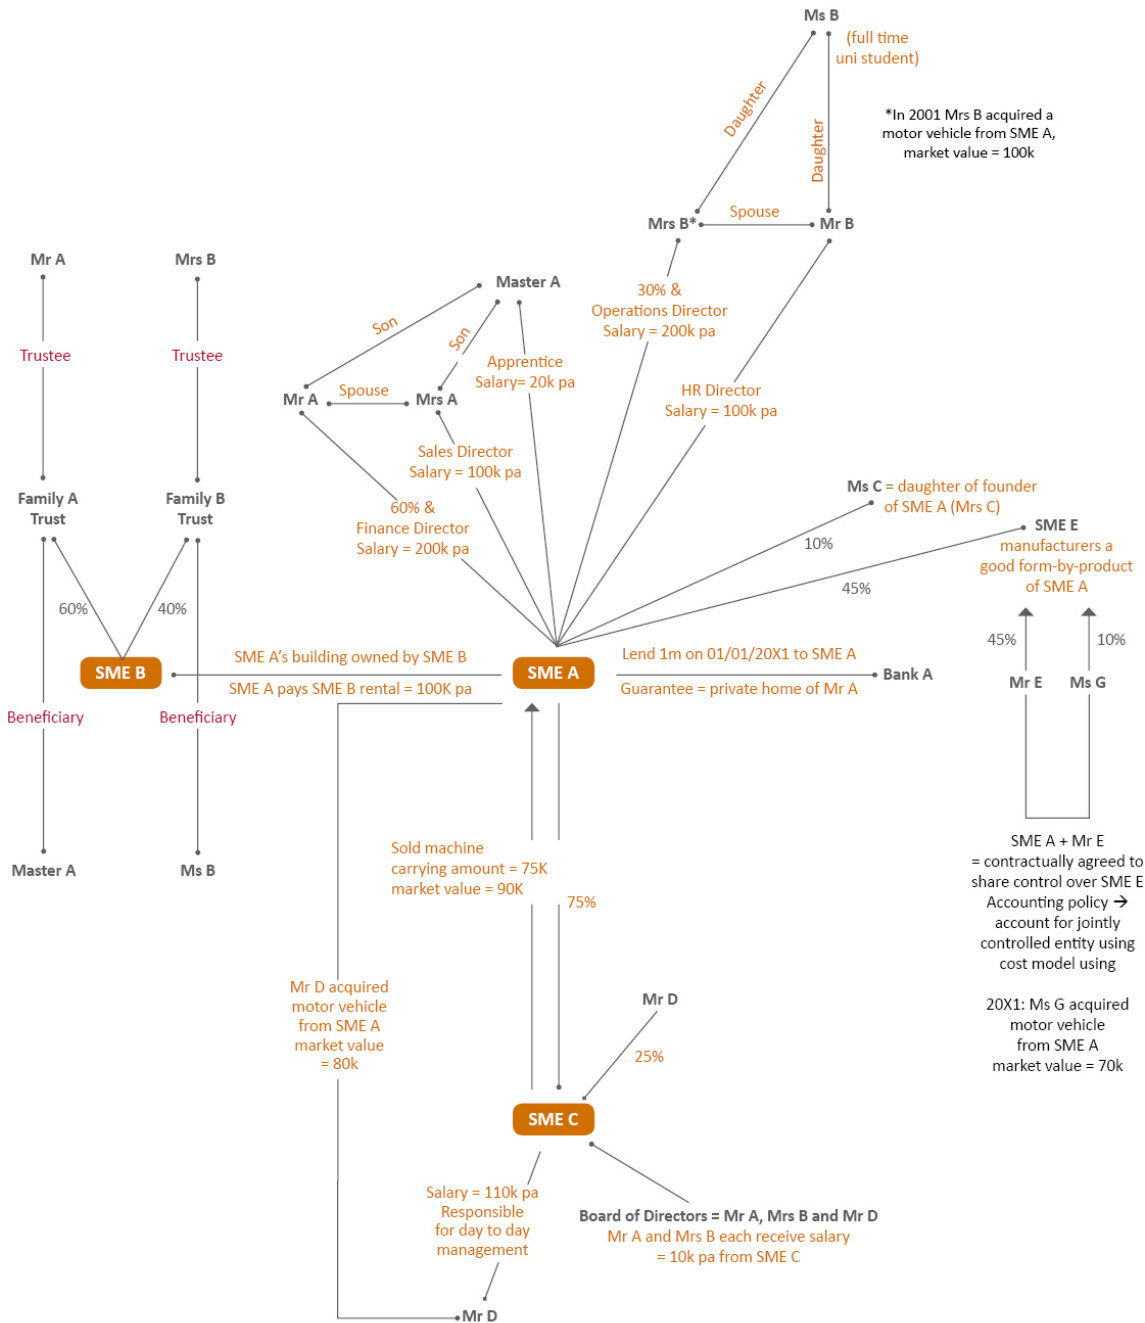 Ms B
(full time
uni student)
Daughter
Daughter
*In 2001 Mrs B acquired a
motor vehicle from SME A,
market value = 100k
Mrs B*
Spouse
Mr B
Mr A
Mrs B
Master A
Son
Son
30% &
Operations Director
Salary = 200k pa
Trustee
Trustee
Apprentice
Salary= 20k pa
Mr A
Spouse
Mrs A
HR Director
Salary = 100k pa
Sales Director
Salary = 100k pa
Family A
Trust
Family B
Trust
60% &
Finance Director
Salary = 200k pa
Ms C = daughter of founder
of SME A (Mrs C)
10%
SME E
manufacturers a
good form-by-product
of SME A
45%
60%
40%
45%
10%
SME B
SME A's building owned by SME B
SME A pays SME B rental = 100K pa
SME A
Lend 1m on 01/01/20X1 to SME A
Guarantee = private home of Mr A
Bank A
Mr E
Ms G
Beneficiary
Beneficiary
Master A
Ms B
Sold machine
carrying amount = 75K
market value = 90K
75%
SME A + Mr E
= contractually agreed to
share control over SME E
Accounting policy →
account for jointly
controlled entity using
cost model using
Mr D acquired
motor vehicle
from SME A
market value
= 80k
Mr D
25%
20X1: Ms G acquired
motor vehicle
from SME A
market value = 70k
SME C
Salary = 110k pa
Responsible
for day to day
management
Board of Directors = Mr A, Mrs B and Mr D
Mr A and Mrs B each receive salary
= 10k pa from SME C
Mr D